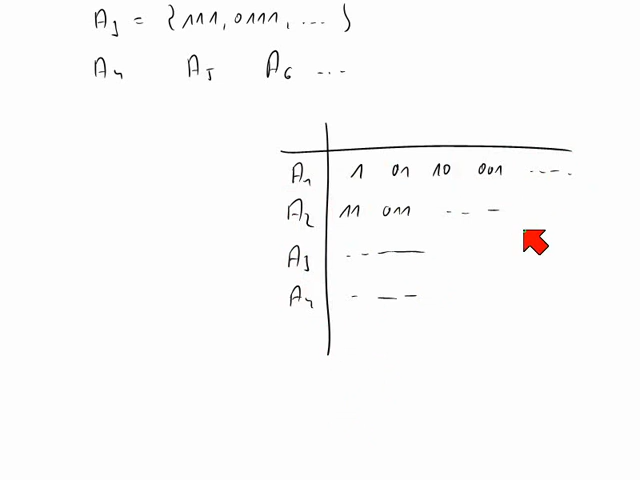 A₃ = {111, 0111, ... }
A₄ A₅ A₆ ...
A₁ 1 01 10 001 ....
A₂ 11 011 ...
A₃ ...
A₄ ...